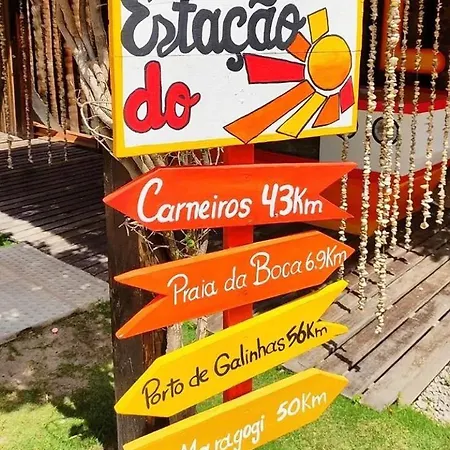 Estação
do
Carneiros 4.3Km
Praia da Boca 6.9Km
Porto de Galinhas 56Km
Maragogi 50Km